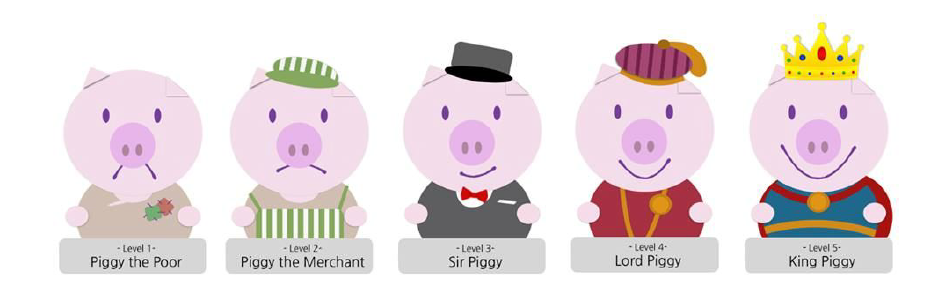 - Level 1-
Piggy the Poor
- Level 2-
Piggy the Merchant
- Level 3-
Sir Piggy
- Level 4-
Lord Piggy
- Level 5-
King Piggy